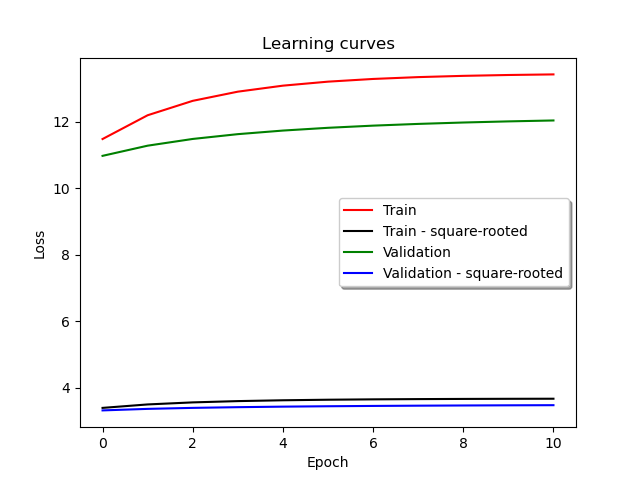 Learning curves
12
10
8
6
4
Loss
Train
Train - square-rooted
Validation
Validation - square-rooted
0 2 4 6 8 10
Epoch